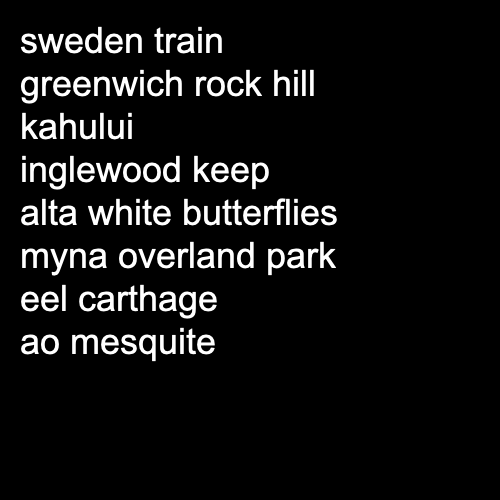 sweden train
greenwich rock hill
kahului
inglewood keep
alta white butterflies
myna overland park
eel carthage
ao mesquite